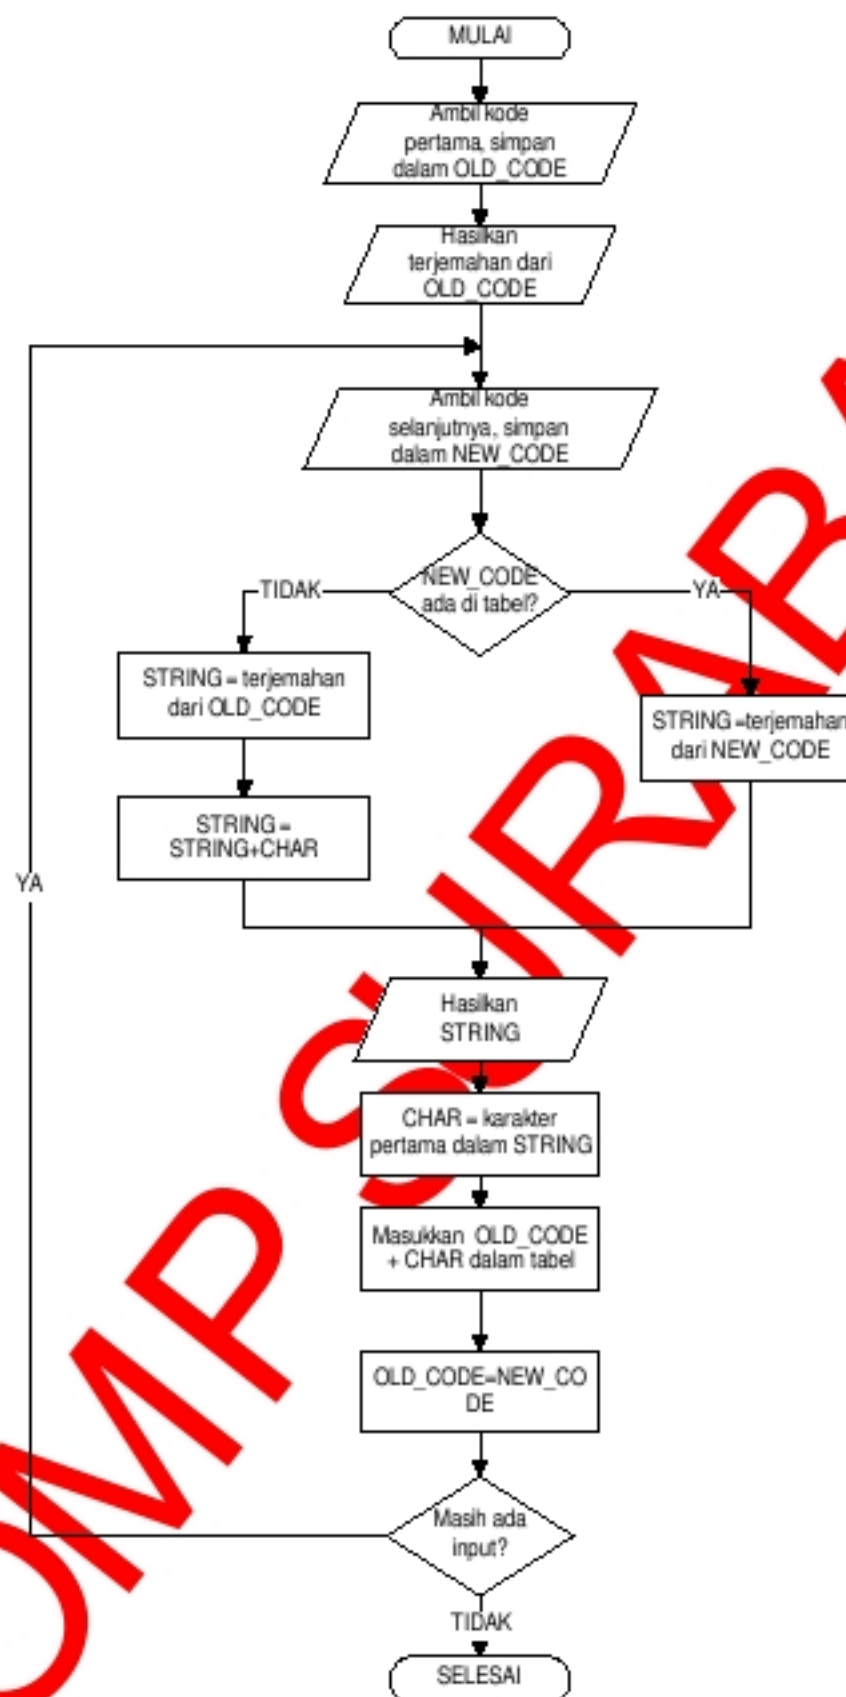 MULAI
Ambil kode
pertama, simpan
dalam OLD_CODE
Hasilkan
terjemahan dari
OLD_CODE
Ambil kode
selanjutnya, simpan
dalam NEW_CODE
NEW_CODE
ada di tabel?
TIDAK
YA
STRING = terjemahan
dari OLD_CODE
STRING =terjemahan
dari NEW_CODE
STRING =
STRING+CHAR
YA
Hasilkan
STRING
CHAR = karakter
pertama dalam STRING
Masukkan OLD_CODE
+ CHAR dalam tabel
OLD_CODE=NEW_CO
DE
Masih ada
input?
TIDAK
SELESAI